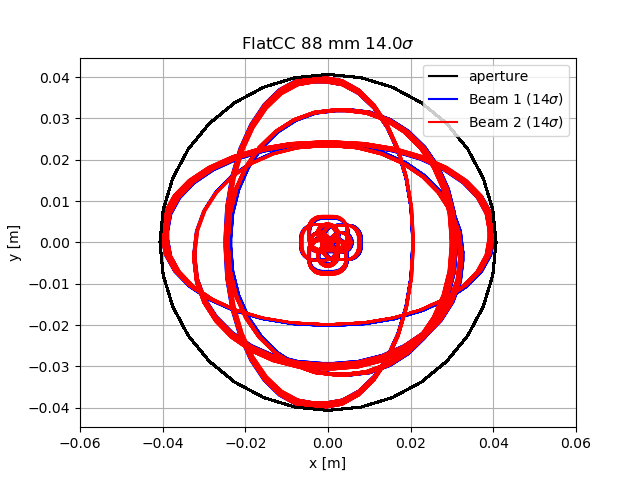 FlatCC 88 mm 14.0σ
aperture
Beam 1 (14σ)
Beam 2 (14σ)
y [m]
0.04
0.03
0.02
0.01
0.00
−0.01
−0.02
−0.03
−0.04
−0.06 −0.04 −0.02 0.00 0.02 0.04 0.06
x [m]